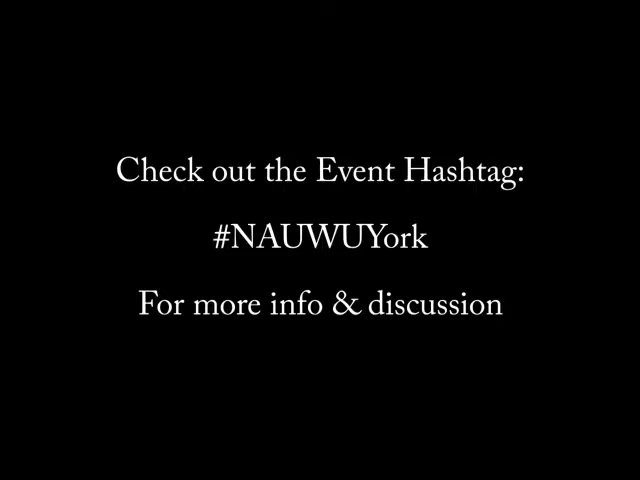 Check out the Event Hashtag:
#NAUWUYork
For more info & discussion